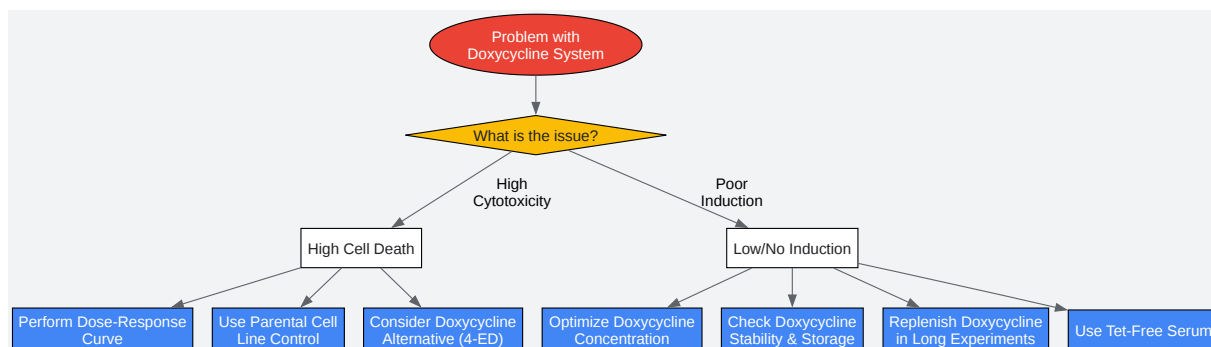 Problem with
Doxycycline System
What is the issue?
High
Cytotoxicity
Poor
Induction
High Cell Death
Low/No Induction
Perform Dose-Response
Curve
Use Parental Cell
Line Control
Consider Doxycycline
Alternative (4-ED)
Optimize Doxycycline
Concentration
Check Doxycycline
Stability & Storage
Replenish Doxycycline
in Long Experiments
Use Tet-Free Serum